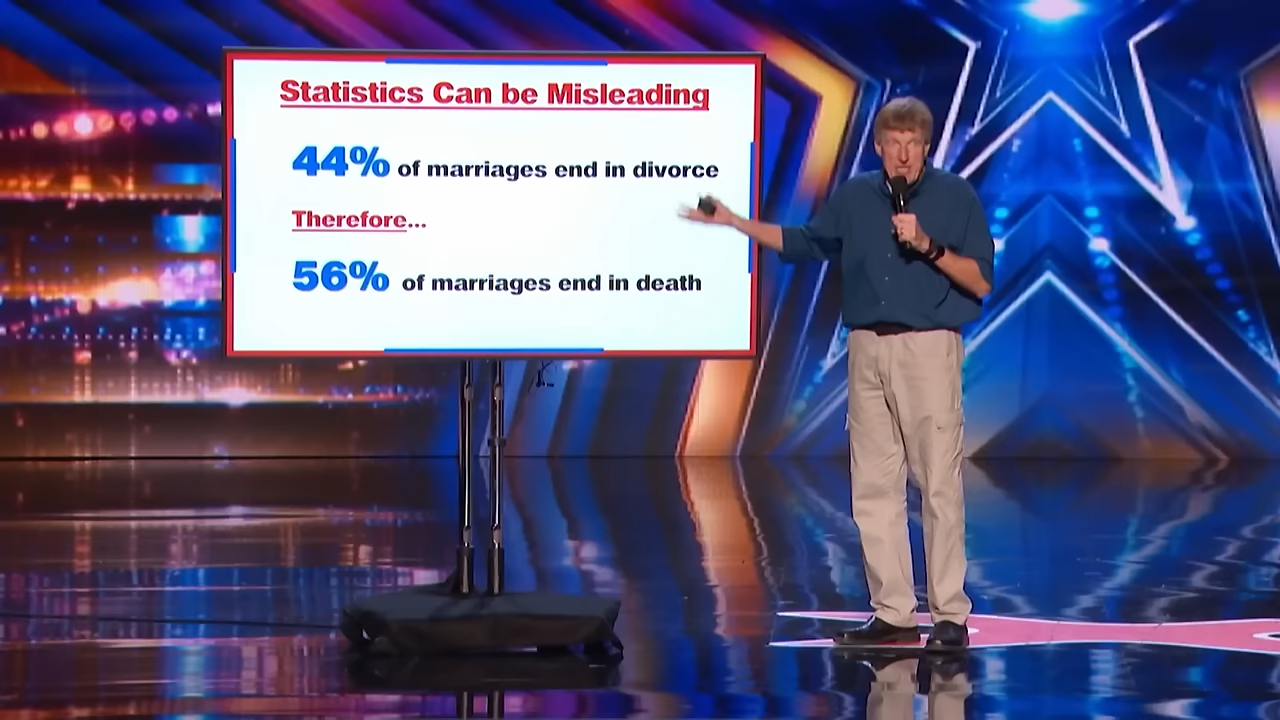 Statistics Can be Misleading
44% of marriages end in divorce
Therefore...
56% of marriages end in death